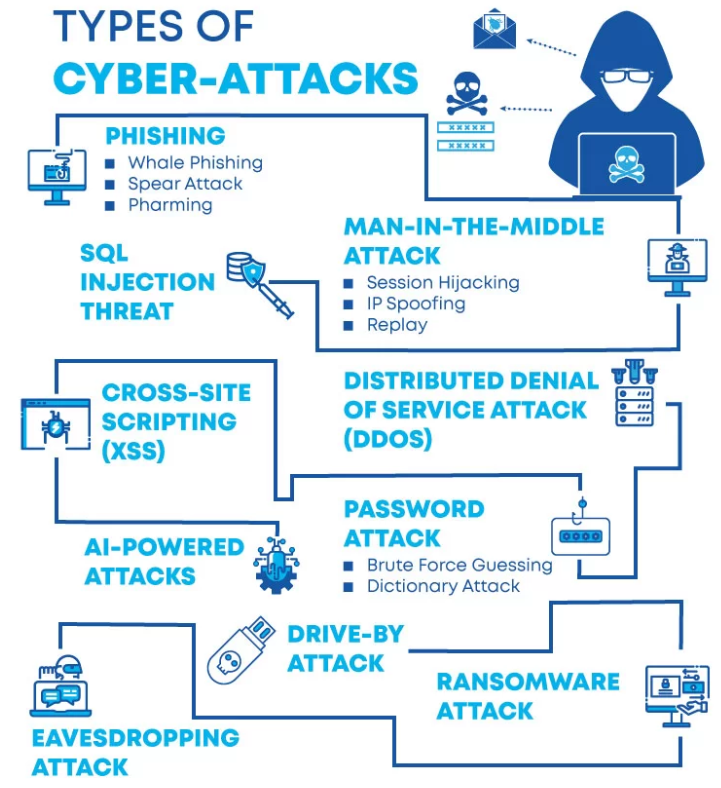 TYPES OF
CYBER-ATTACKS
PHISHING
Whale Phishing
Spear Attack
Pharming
MAN-IN-THE-MIDDLE
ATTACK
Session Hijacking
IP Spoofing
Replay
SQL
INJECTION
THREAT
CROSS-SITE
SCRIPTING
(XSS)
DISTRIBUTED DENIAL
OF SERVICE ATTACK
(DDOS)
PASSWORD
ATTACK
Brute Force Guessing
Dictionary Attack
AI-POWERED
ATTACKS
DRIVE-BY
ATTACK
RANSOMWARE
ATTACK
EAVESDROPPING
ATTACK